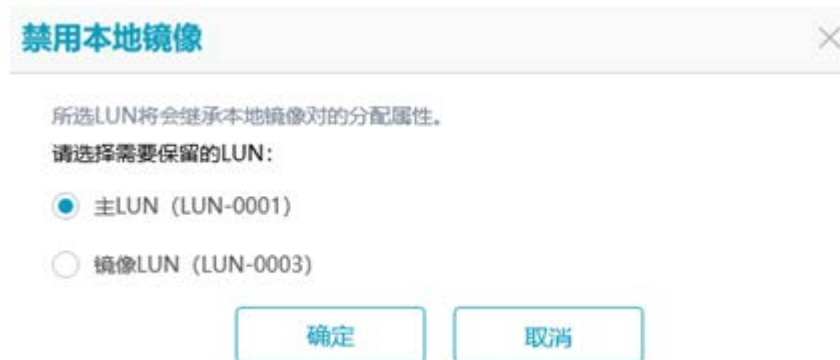 禁用本地镜像
所选LUN将会继承本地镜像对的分配属性。
请选择需要保留的LUN：
主LUN（LUN-0001）
镜像LUN（LUN-0003）
确定 取消